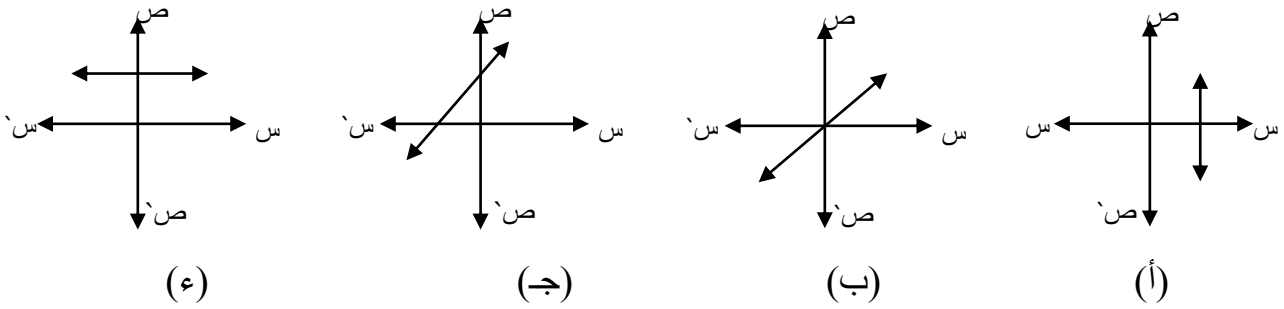 ص ص ص ص
س س س س` س س` س س`
ص` ص` ص` ص`
(أ) (ب) (جـ) (ء)